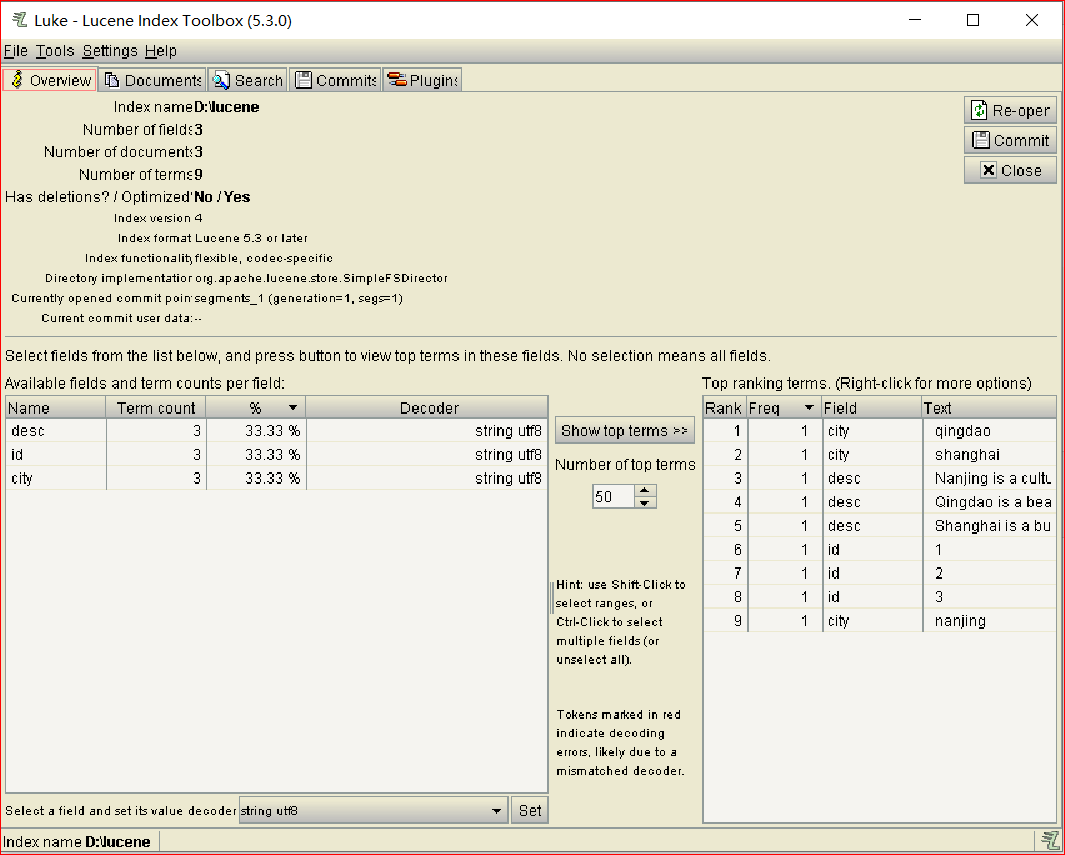 Luke - Lucene Index Toolbox (5.3.0)
File Tools Settings Help
Overview Documents Search Commits Plugins
Index name D:\lucene
Number of fields 3
Number of documents 3
Number of terms 9
Has deletions? / Optimized? No / Yes
Index version 4
Index format Lucene 5.3 or later
Index functionality flexible, codec-specific
Directory implementation org.apache.lucene.store.SimpleFSDirector
Currently opened commit poin segments_1 (generation=1, segs=1)
Current commit user data: --
Re-oper
Commit
Close
Select fields from the list below, and press button to view top terms in these fields. No selection means all fields.
Available fields and term counts per field:
Name Term count % Decoder
desc 3 33.33 % string utf8
id 3 33.33 % string utf8
city 3 33.33 % string utf8
Show top terms >>
Number of top terms
50
Hint: use Shift-Click to
select ranges, or
Ctrl-Click to select
multiple fields (or
unselect all).
Tokens marked in red
indicate decoding
errors, likely due to a
mismatched decoder.
Top ranking terms. (Right-click for more options)
Rank Freq Field Text
1 1 city qingdao
2 1 city shanghai
3 1 desc Nanjing is a cultu
4 1 desc Qingdao is a bea
5 1 desc Shanghai is a bu
6 1 id 1
7 1 id 2
8 1 id 3
9 1 city nanjing
Select a field and set its value decoder string utf8 Set
Index name D:\lucene